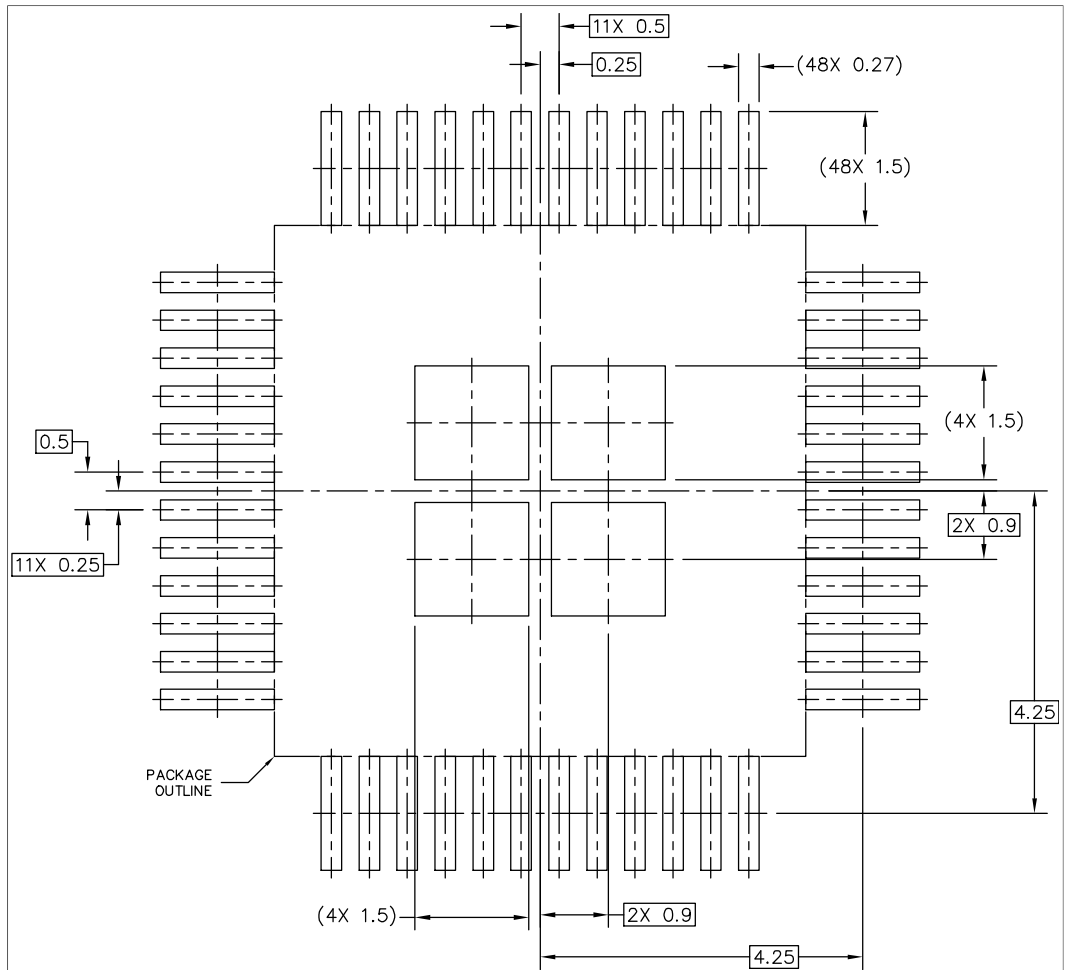 11X 0.5
0.25
(48X 0.27)
(48X 1.5)
(4X 1.5)
0.5
2X 0.9
11X 0.25
4.25
PACKAGE
OUTLINE
(4X 1.5)
2X 0.9
4.25